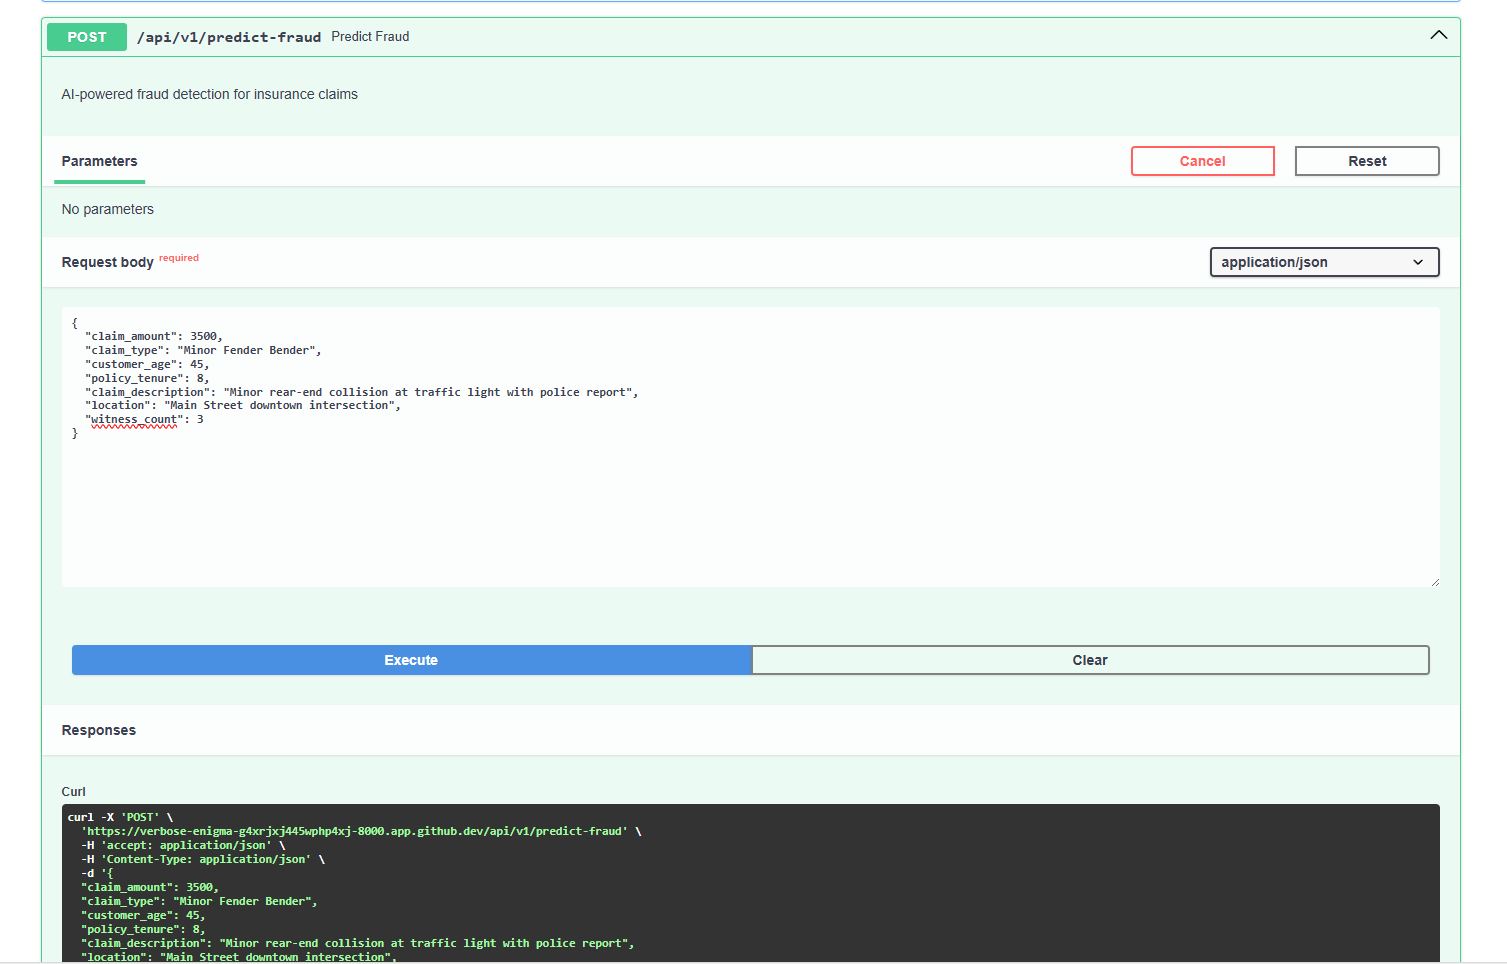 POST /api/v1/predict-fraud Predict Fraud
AI-powered fraud detection for insurance claims
Parameters
Cancel
Reset
No parameters
Request body required
application/json
{
  "claim_amount": 3500,
  "claim_type": "Minor Fender Bender",
  "customer_age": 45,
  "policy_tenure": 8,
  "claim_description": "Minor rear-end collision at traffic light with police report",
  "location": "Main Street downtown intersection",
  "witness_count": 3
}
Execute
Clear
Responses
Curl
curl -X 'POST' \
  'https://verbose-enigma-g4xrjxj445wphp4xj-8000.app.github.dev/api/v1/predict-fraud' \
  -H 'accept: application/json' \
  -H 'Content-Type: application/json' \
  -d '{
  "claim_amount": 3500,
  "claim_type": "Minor Fender Bender",
  "customer_age": 45,
  "policy_tenure": 8,
  "claim_description": "Minor rear-end collision at traffic light with police report",
  "location": "Main Street downtown intersection",